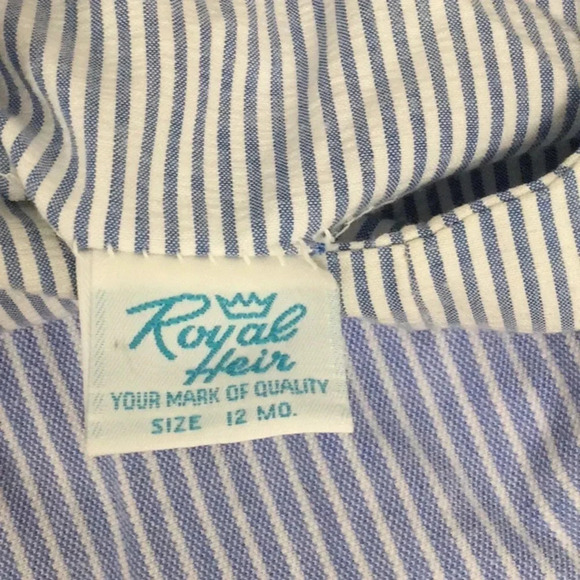 Royal
Heir
YOUR MARK OF QUALITY
SIZE 12 MO.